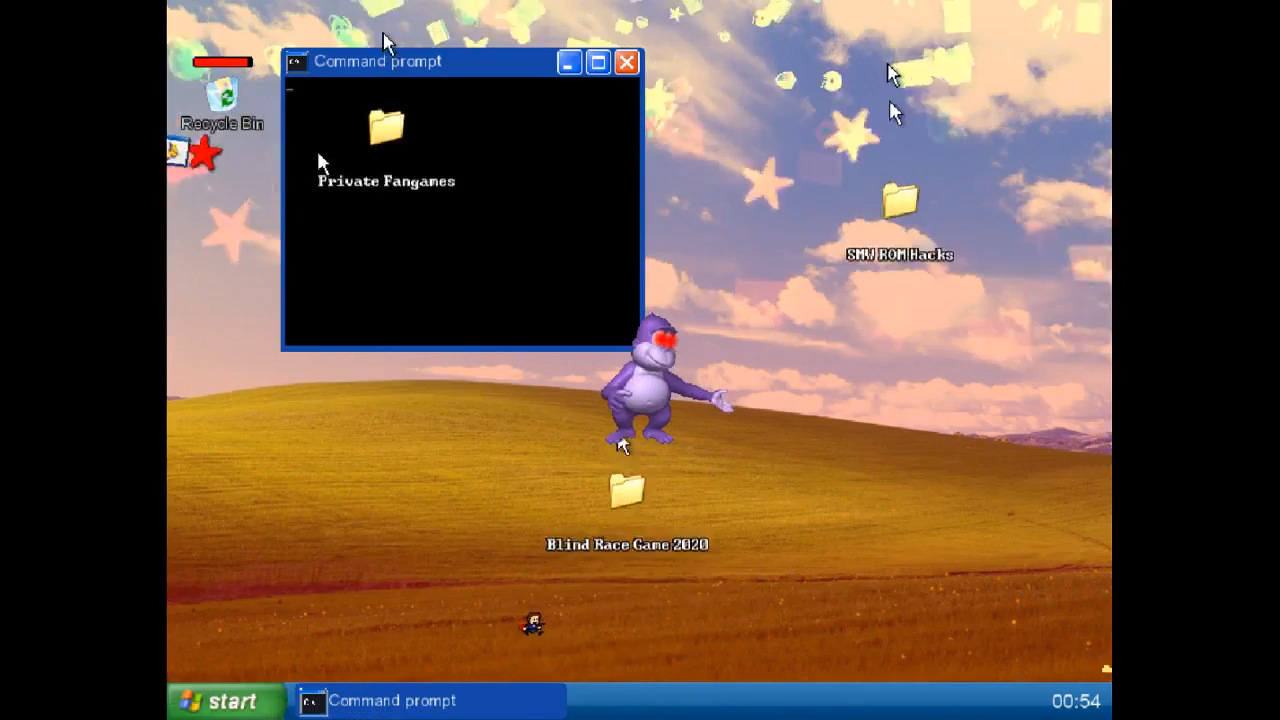 Command prompt
Recycle Bin
Private Fangames
SMW ROM Hacks
Blind Race Game 2020
start
Command prompt
00:54